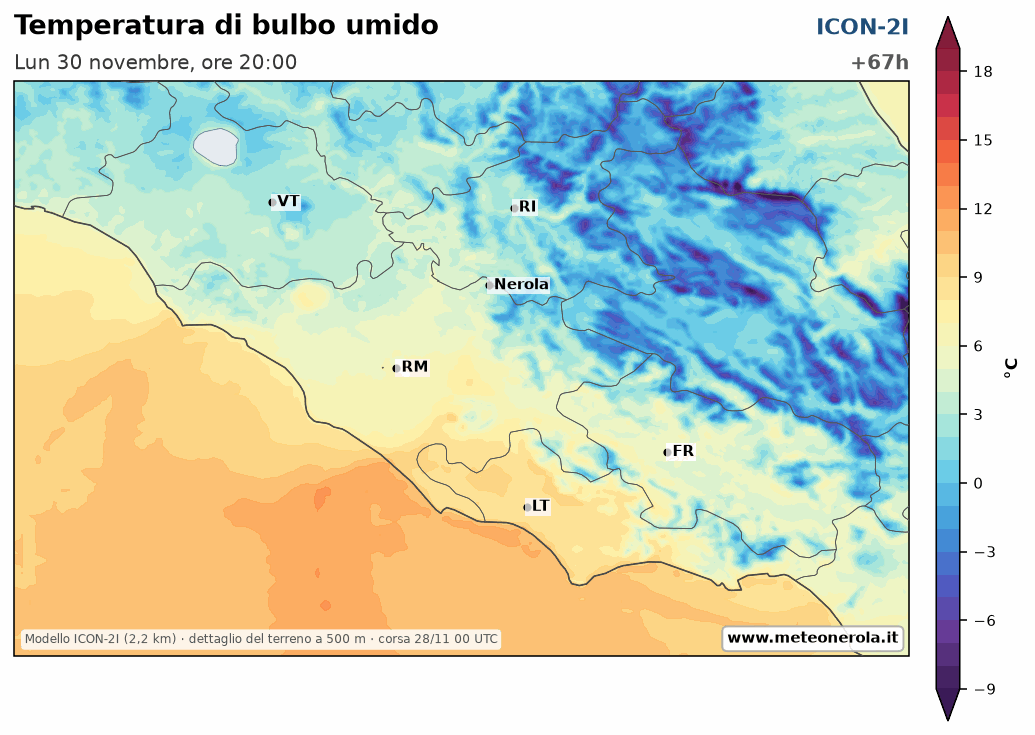 Temperatura di bulbo umido
ICON-2I
Lun 30 novembre, ore 20:00
+67h
18
15
12
9
6
3
0
−3
−6
−9
°C
VT
RI
Nerola
RM
FR
LT
Modello ICON-2I (2,2 km) · dettaglio del terreno a 500 m · corsa 28/11 00 UTC
www.meteonerola.it